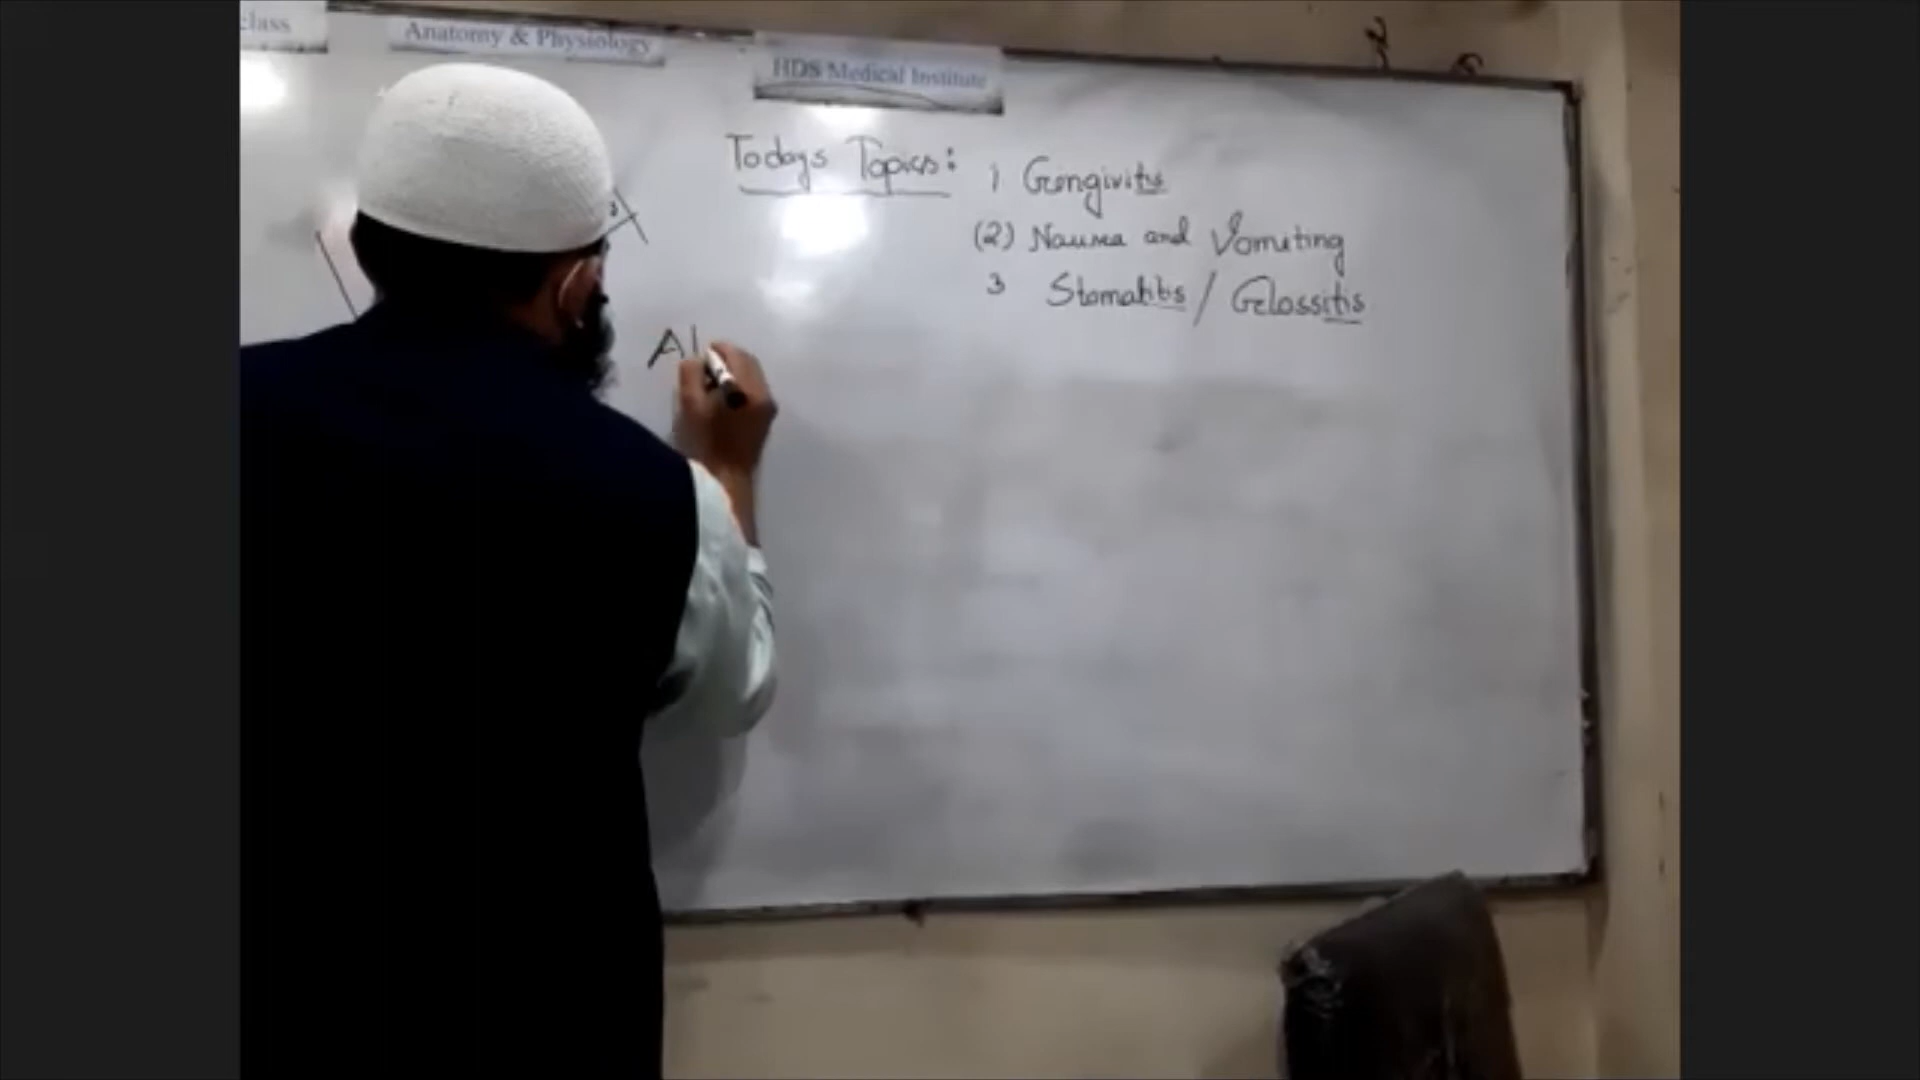 class
Anatomy & Physiology
HDS Medical Institute
Todays Topics:
1 Gingivitis
(2) Nausea and Vomiting
3 Stomatitis / Glossitis
Al